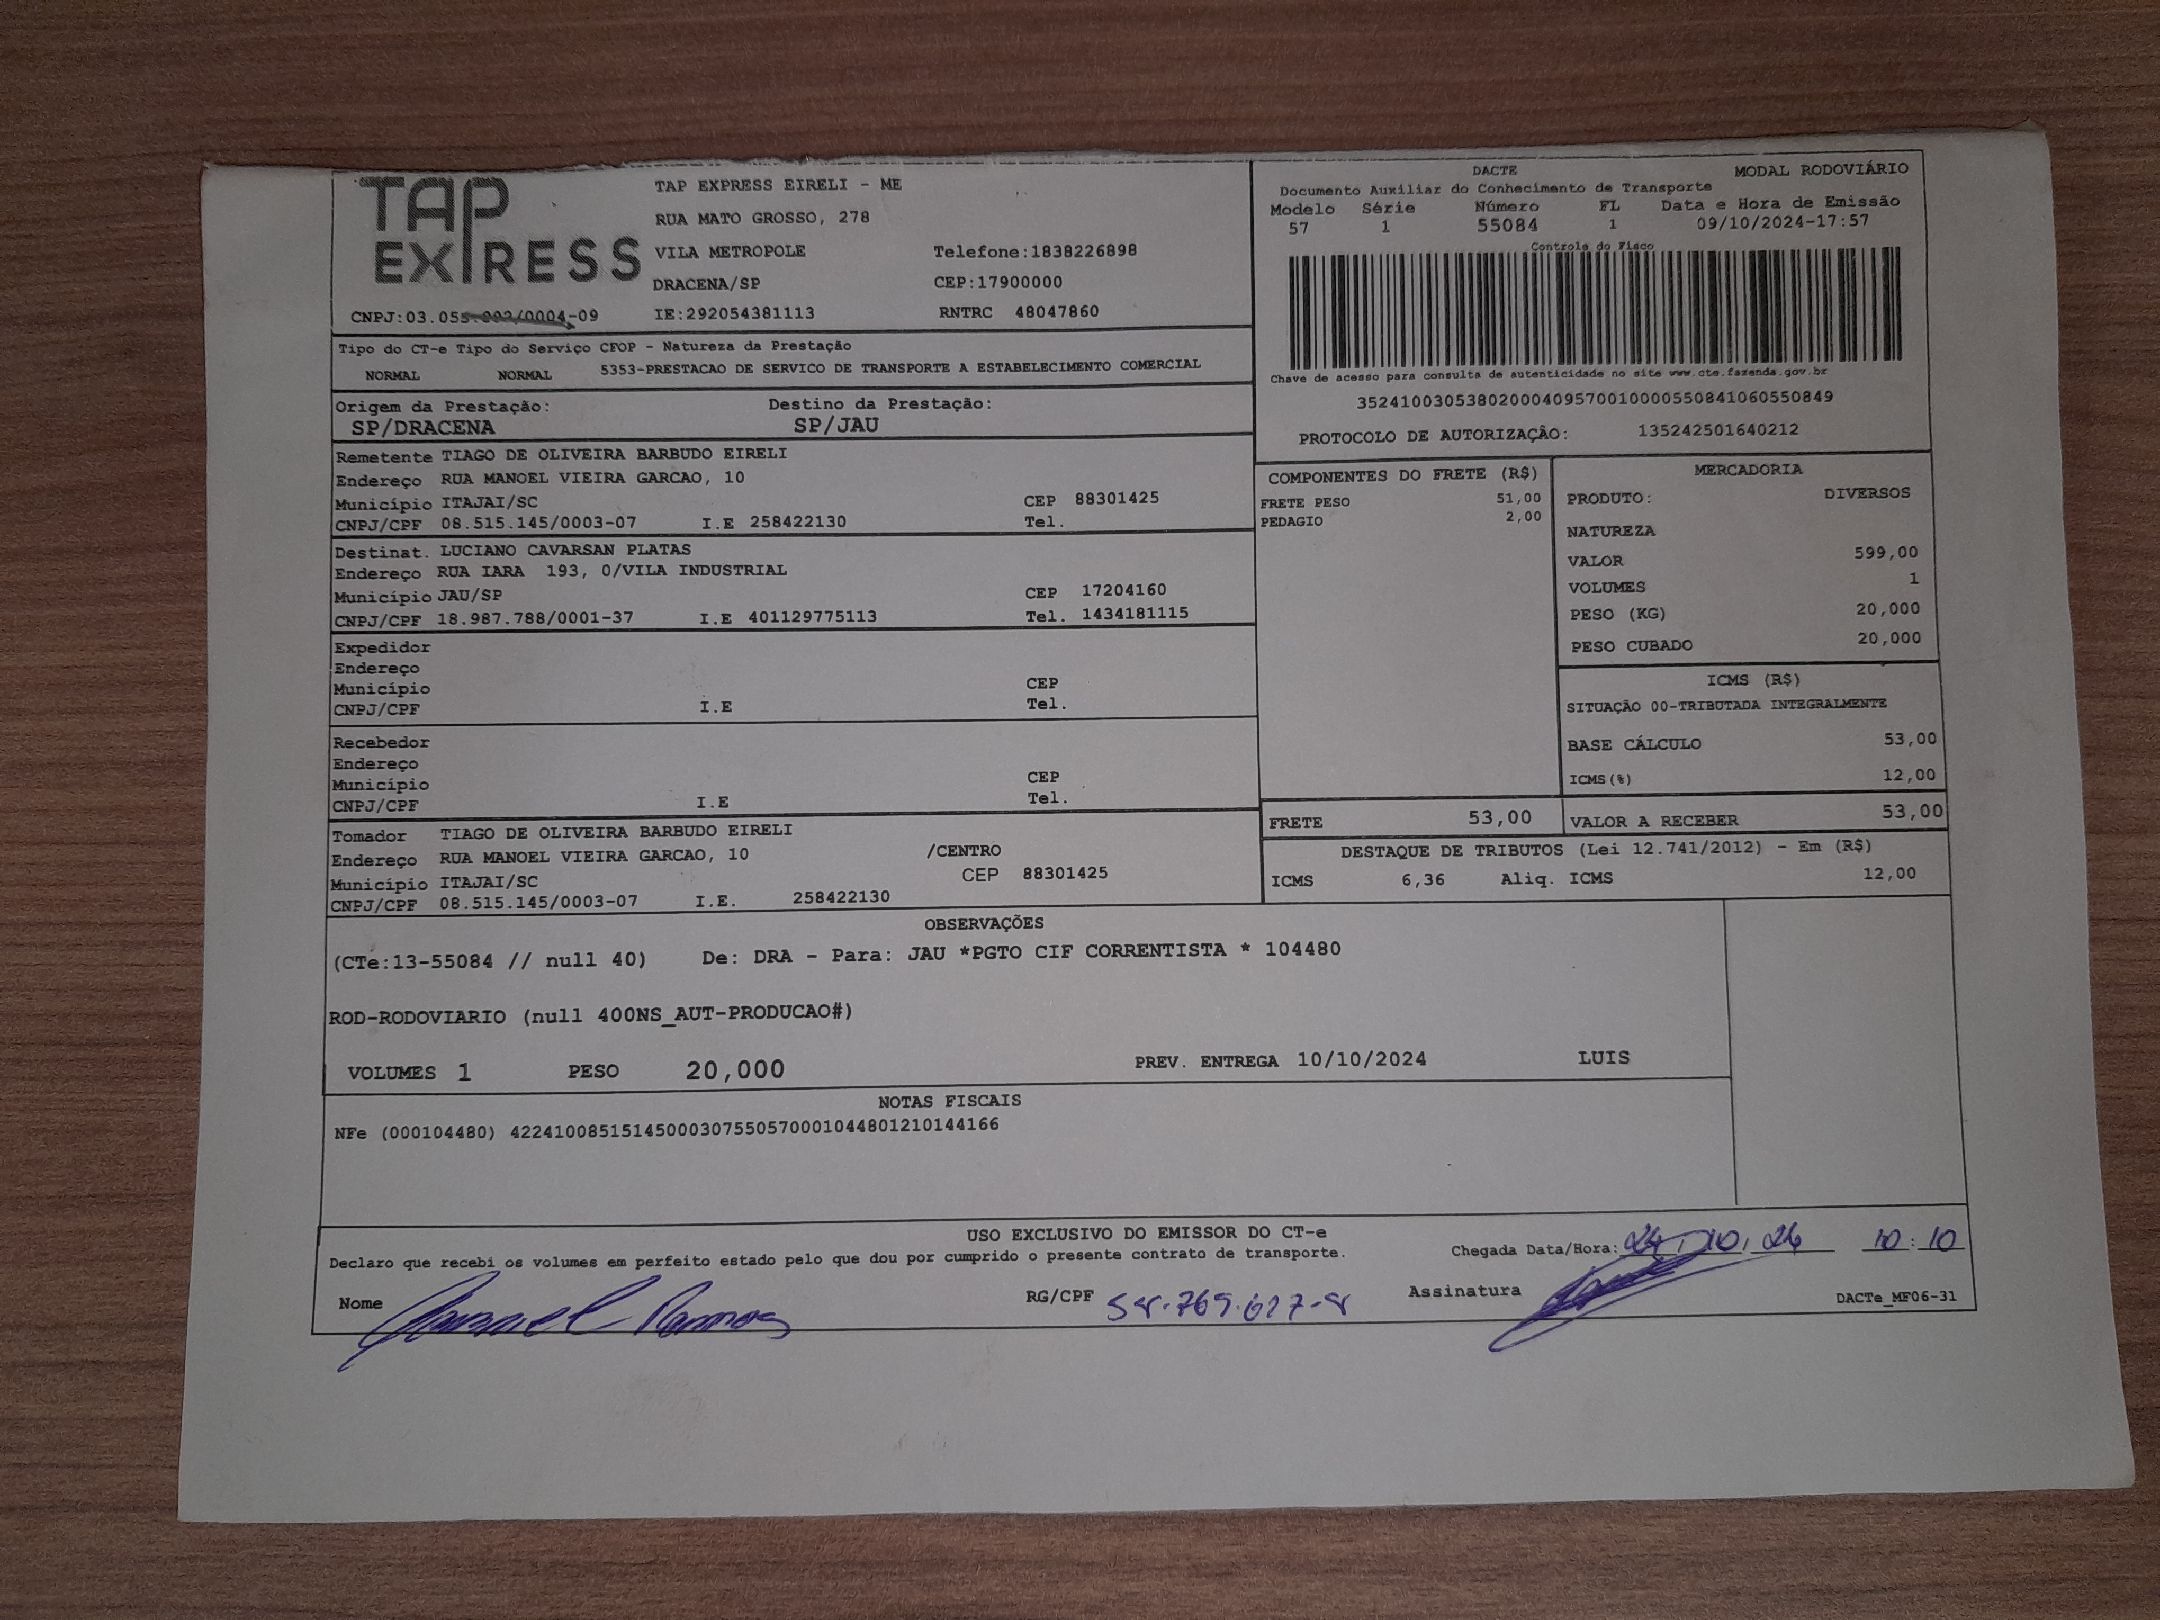 TAP EXPRESS
TAP EXPRESS EIRELI - ME
RUA MATO GROSSO, 278
VILA METROPOLE Telefone:1838226898
DRACENA/SP CEP:17900000
CNPJ:03.05 -09 IE:292054381113 RNTRC 48047860
DACTE MODAL RODOVIÁRIO
Documento Auxiliar do Conhecimento de Transporte
Modelo Série Número FL Data e Hora de Emissão
57 1 55084 1 09/10/2024-17:57
Controle do Fisco
Chave de acesso para consulta de autenticidade no site www.cte.fazenda.gov.br
35241003053802000409570010000550841060550849
PROTOCOLO DE AUTORIZAÇÃO: 135242501640212
Tipo do CT-e Tipo do Serviço CFOP - Natureza da Prestação
NORMAL NORMAL 5353-PRESTACAO DE SERVICO DE TRANSPORTE A ESTABELECIMENTO COMERCIAL
Origem da Prestação: Destino da Prestação:
SP/DRACENA SP/JAU
Remetente TIAGO DE OLIVEIRA BARBUDO EIRELI
Endereço RUA MANOEL VIEIRA GARCAO, 10
Município ITAJAI/SC CEP 88301425
CNPJ/CPF 08.515.145/0003-07 I.E 258422130 Tel.
Destinat. LUCIANO CAVARSAN PLATAS
Endereço RUA IARA 193, 0/VILA INDUSTRIAL
Município JAU/SP CEP 17204160
CNPJ/CPF 18.987.788/0001-37 I.E 401129775113 Tel. 1434181115
Expedidor
Endereço
Município CEP
CNPJ/CPF I.E Tel.
Recebedor
Endereço
Município CEP
CNPJ/CPF I.E Tel.
Tomador TIAGO DE OLIVEIRA BARBUDO EIRELI
Endereço RUA MANOEL VIEIRA GARCAO, 10 /CENTRO
Município ITAJAI/SC CEP 88301425
CNPJ/CPF 08.515.145/0003-07 I.E. 258422130
COMPONENTES DO FRETE (R$)
FRETE PESO 51,00
PEDAGIO 2,00
MERCADORIA
PRODUTO: DIVERSOS
NATUREZA
VALOR 599,00
VOLUMES 1
PESO (KG) 20,000
PESO CUBADO 20,000
ICMS (R$)
SITUAÇÃO 00-TRIBUTADA INTEGRALMENTE
BASE CÁLCULO 53,00
ICMS(%) 12,00
FRETE 53,00 VALOR A RECEBER 53,00
DESTAQUE DE TRIBUTOS (Lei 12.741/2012) - Em (R$)
ICMS 6,36 Aliq. ICMS 12,00
OBSERVAÇÕES
(CTe:13-55084 // null 40) De: DRA - Para: JAU *PGTO CIF CORRENTISTA * 104480
ROD-RODOVIARIO (null 400NS_AUT-PRODUCAO#)
VOLUMES 1 PESO 20,000 PREV. ENTREGA 10/10/2024 LUIS
NOTAS FISCAIS
NFe (000104480) 42241008515145000307550570001044801210144166
USO EXCLUSIVO DO EMISSOR DO CT-e
Declaro que recebi os volumes em perfeito estado pelo que dou por cumprido o presente contrato de transporte.
Chegada Data/Hora: 10:10
Nome Ramos RG/CPF Assinatura
DACTe_MF06-31